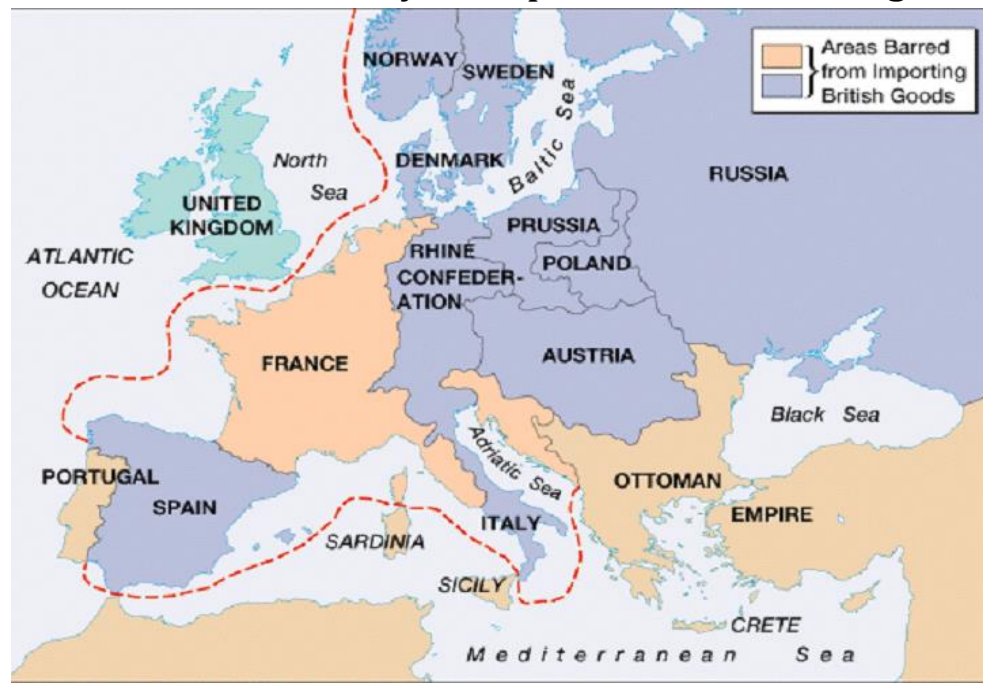 NORWAY
SWEDEN
Areas Barred
from Importing
British Goods
Baltic Sea
North
Sea
DENMARK
RUSSIA
UNITED
KINGDOM
PRUSSIA
ATLANTIC
OCEAN
RHINE
CONFEDER-
ATION
POLAND
FRANCE
AUSTRIA
Black Sea
Adriatic Sea
PORTUGAL
SPAIN
OTTOMAN
EMPIRE
ITALY
SARDINIA
SICILY
CRETE
Mediterranean Sea